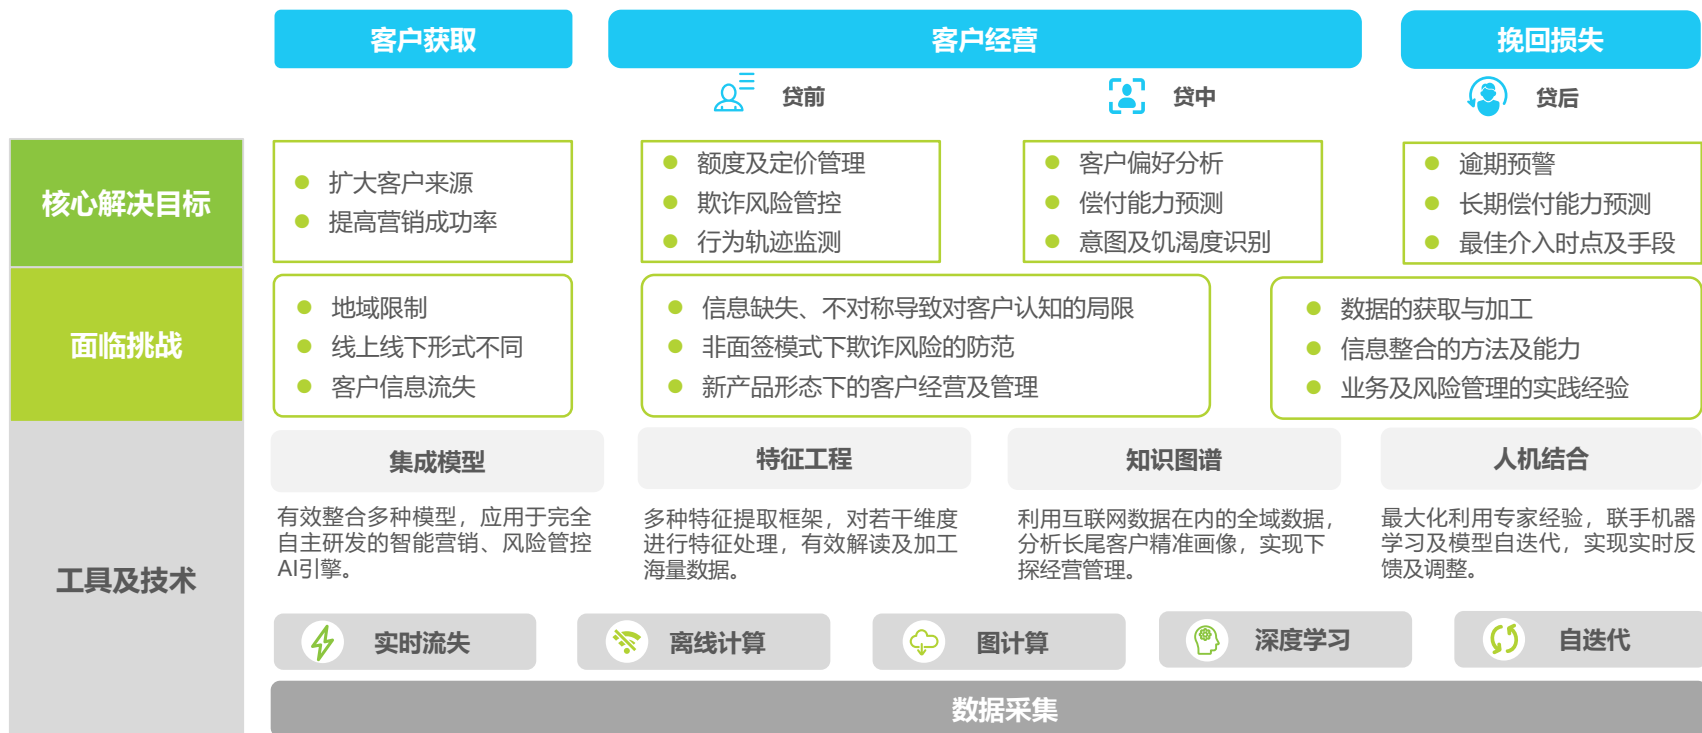 客户获取
客户经营
挽回损失
贷前
贷中
贷后
核心解决目标
扩大客户来源
提高营销成功率
额度及定价管理
欺诈风险管控
行为轨迹监测
客户偏好分析
偿付能力预测
意图及饥渴度识别
逾期预警
长期偿付能力预测
最佳介入时点及手段
面临挑战
地域限制
线上线下形式不同
客户信息流失
信息缺失、不对称导致对客户认知的局限
非面签模式下欺诈风险的防范
新产品形态下的客户经营及管理
数据的获取与加工
信息整合的方法及能力
业务及风险管理的实践经验
工具及技术
集成模型
有效整合多种模型，应用于完全
自主研发的智能营销、风险管控
AI引擎。
特征工程
多种特征提取框架，对若干维度
进行特征处理，有效解读及加工
海量数据。
知识图谱
利用互联网数据在内的全域数据，
分析长尾客户精准画像，实现下
探经营管理。
人机结合
最大化利用专家经验，联手机器
学习及模型自迭代，实现实时反
馈及调整。
实时流失
离线计算
图计算
深度学习
自迭代
数据采集